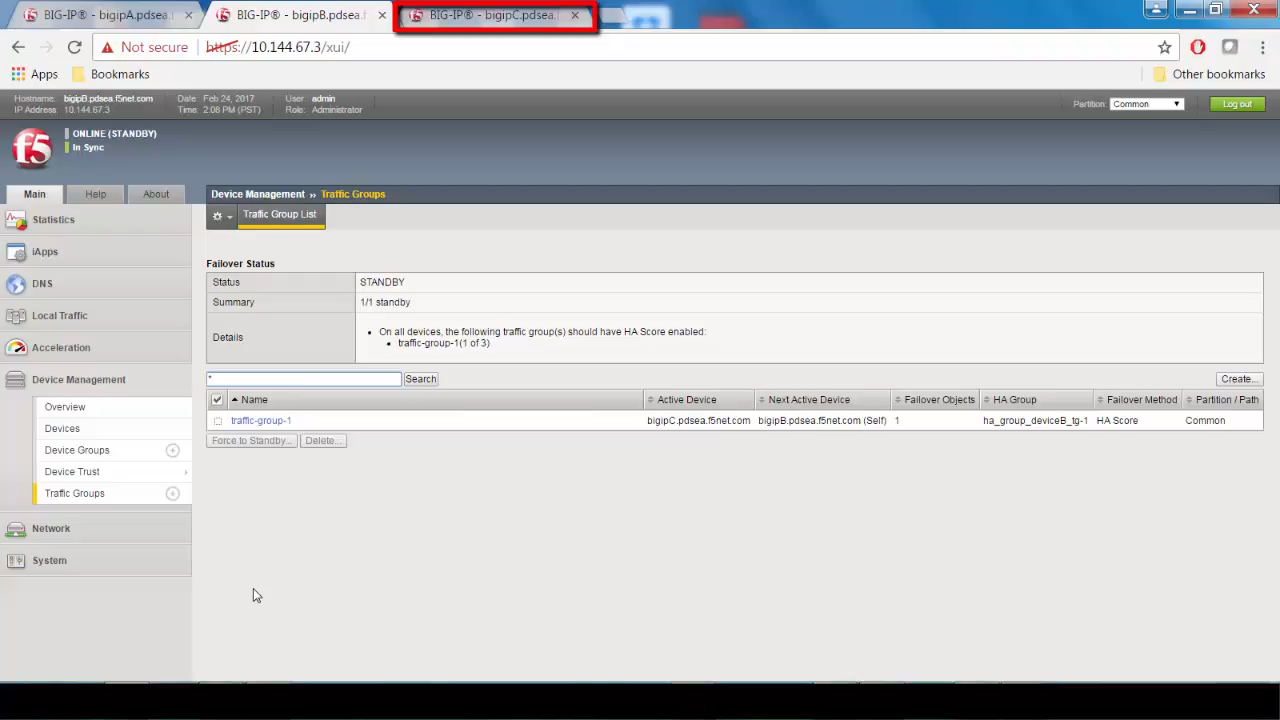 BIG-IP® - bigipA.pdsea.
BIG-IP® - bigipB.pdsea.
BIG-IP® - bigipC.pdsea.
Not secure https://10.144.67.3/xui/
Apps Bookmarks Other bookmarks
Hostname: bigipB.pdsea.f5net.com Date: Feb 24, 2017 User: admin
IP Address: 10.144.67.3 Time: 2:08 PM (PST) Role: Administrator
Partition: Common Log out
f5
ONLINE (STANDBY)
In Sync
Main Help About
Device Management ›› Traffic Groups
Traffic Group List
Statistics
iApps
DNS
Local Traffic
Acceleration
Device Management
Overview
Devices
Device Groups
Device Trust
Traffic Groups
Network
System
Failover Status
Status STANDBY
Summary 1/1 standby
Details
• On all devices, the following traffic group(s) should have HA Score enabled:
• traffic-group-1(1 of 3)
* Search Create...
Name Active Device Next Active Device Failover Objects HA Group Failover Method Partition / Path
traffic-group-1 bigipC.pdsea.f5net.com bigipB.pdsea.f5net.com (Self) 1 ha_group_deviceB_tg-1 HA Score Common
Force to Standby... Delete...